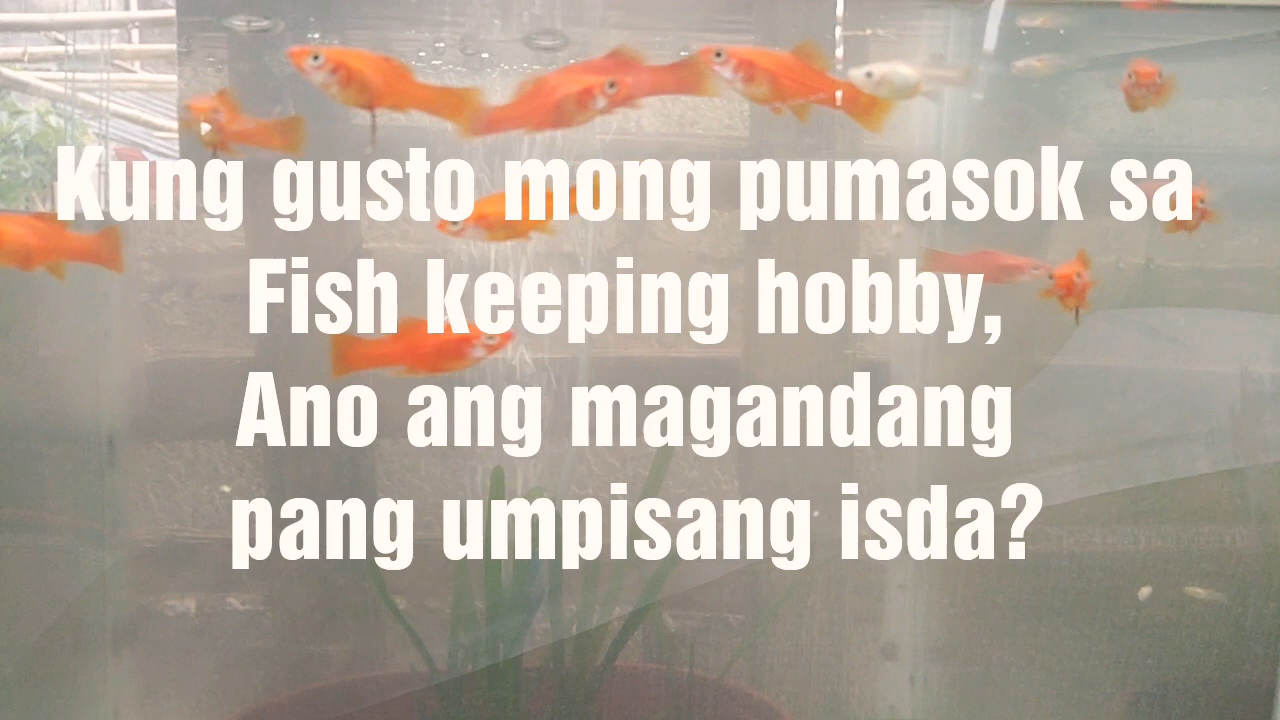 Kung gusto mong pumasok sa
Fish keeping hobby,
Ano ang magandang
pang umpisang isda?